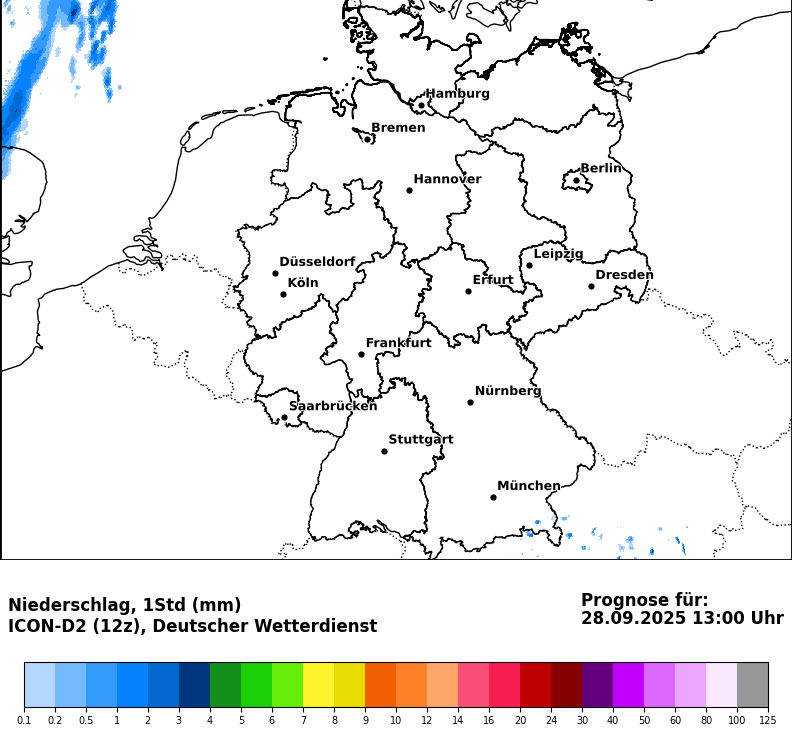 Hamburg
Bremen
Berlin
Hannover
Leipzig
Düsseldorf
Dresden
Köln
Erfurt
Frankfurt
Nürnberg
Saarbrücken
Stuttgart
München
Niederschlag, 1Std (mm)
ICON-D2 (12z), Deutscher Wetterdienst
Prognose für:
28.09.2025 13:00 Uhr
0.1 0.2 0.5 1 2 3 4 5 6 7 8 9 10 12 14 16 20 24 30 40 50 60 80 100 125